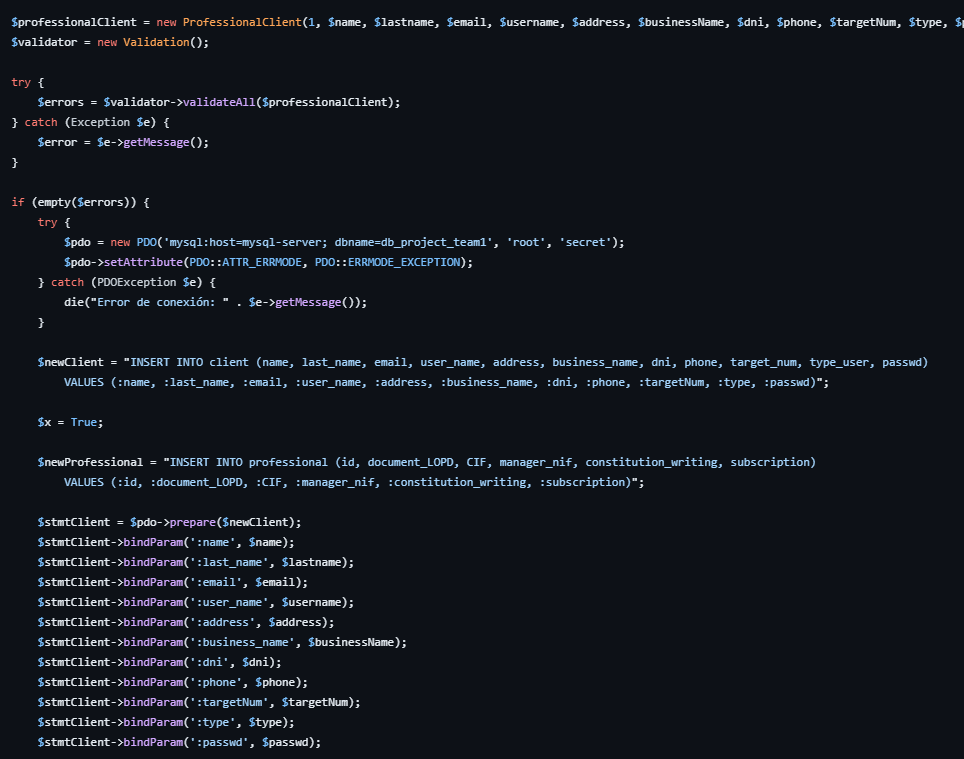 $professionalClient = new ProfessionalClient(1, $name, $lastname, $email, $username, $address, $businessName, $dni, $phone, $targetNum, $type,
$validator = new Validation();
try {
    $errors = $validator->validateAll($professionalClient);
} catch (Exception $e) {
    $error = $e->getMessage();
}
if (empty($errors)) {
    try {
        $pdo = new PDO('mysql:host=mysql-server; dbname=db_project_team1', 'root', 'secret');
        $pdo->setAttribute(PDO::ATTR_ERRMODE, PDO::ERRMODE_EXCEPTION);
    } catch (PDOException $e) {
        die("Error de conexión: " . $e->getMessage());
    }
    $newClient = "INSERT INTO client (name, last_name, email, user_name, address, business_name, dni, phone, target_num, type_user, passwd)
        VALUES (:name, :last_name, :email, :user_name, :address, :business_name, :dni, :phone, :targetNum, :type, :passwd)";
    $x = True;
    $newProfessional = "INSERT INTO professional (id, document_LOPD, CIF, manager_nif, constitution_writing, subscription)
        VALUES (:id, :document_LOPD, :CIF, :manager_nif, :constitution_writing, :subscription)";
    $stmtClient = $pdo->prepare($newClient);
    $stmtClient->bindParam(':name', $name);
    $stmtClient->bindParam(':last_name', $lastname);
    $stmtClient->bindParam(':email', $email);
    $stmtClient->bindParam(':user_name', $username);
    $stmtClient->bindParam(':address', $address);
    $stmtClient->bindParam(':business_name', $businessName);
    $stmtClient->bindParam(':dni', $dni);
    $stmtClient->bindParam(':phone', $phone);
    $stmtClient->bindParam(':targetNum', $targetNum);
    $stmtClient->bindParam(':type', $type);
    $stmtClient->bindParam(':passwd', $passwd);